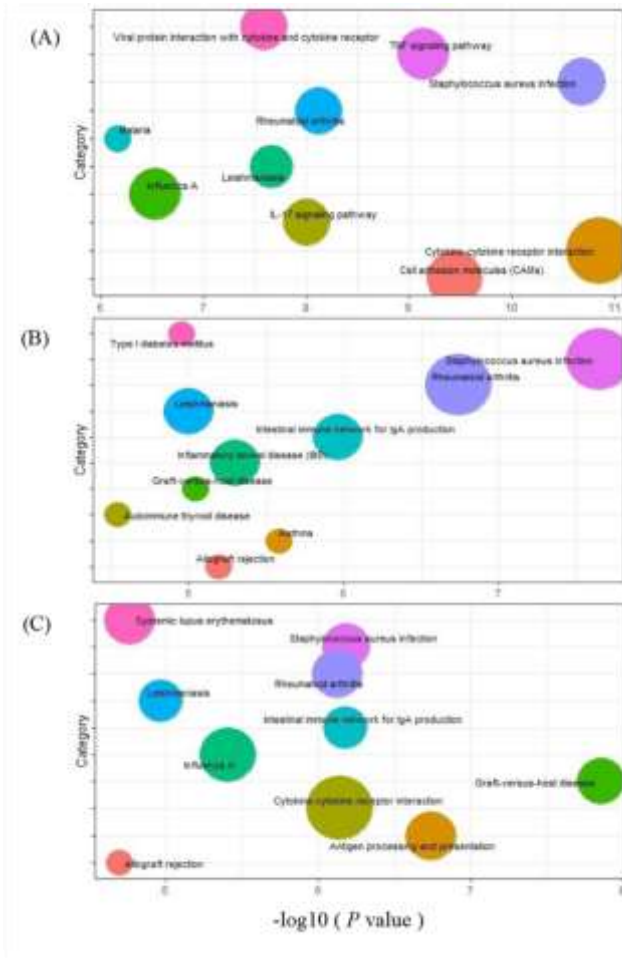 (A)
Viral protein interaction with cytokine and cytokine receptor
TNF signaling pathway
Staphylococcus aureus infection
Rheumatoid arthritis
Malaria
Leishmaniasis
Influenza A
IL-17 signaling pathway
Cytokine-cytokine receptor interaction
Cell adhesion molecules (CAMs)
Category
6 7 8 9 10 11
(B)
Type I diabetes mellitus
Staphylococcus aureus infection
Rheumatoid arthritis
Leishmaniasis
Intestinal immune network for IgA production
Inflammatory bowel disease
Graft-versus-host disease
Autoimmune thyroid disease
Asthma
Allograft rejection
Category
5 6 7
(C)
Systemic lupus erythematosus
Staphylococcus aureus infection
Rheumatoid arthritis
Leishmaniasis
Intestinal immune network for IgA production
Influenza A
Graft-versus-host disease
Cytokine-cytokine receptor interaction
Antigen processing and presentation
Allograft rejection
Category
5 6 7 8
-log10 ( P value )